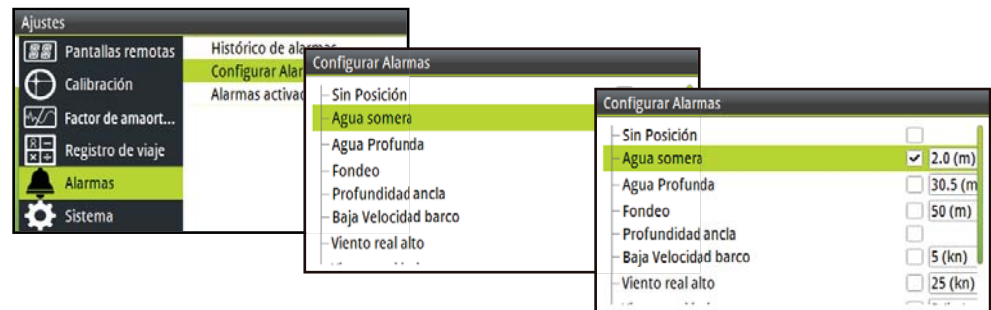 Ajustes
Pantallas remotas
Calibración
Factor de amaort...
Registro de viaje
Alarmas
Sistema
Histórico de alarmas
Configurar Alar
Alarmas activad
Configurar Alarmas
Sin Posición
Agua somera
Agua Profunda
Fondeo
Profundidad ancla
Baja Velocidad barco
Viento real alto
Configurar Alarmas
Sin Posición
Agua somera 2.0 (m)
Agua Profunda 30.5 (m
Fondeo 50 (m)
Profundidad ancla
Baja Velocidad barco 5 (kn)
Viento real alto 25 (kn)